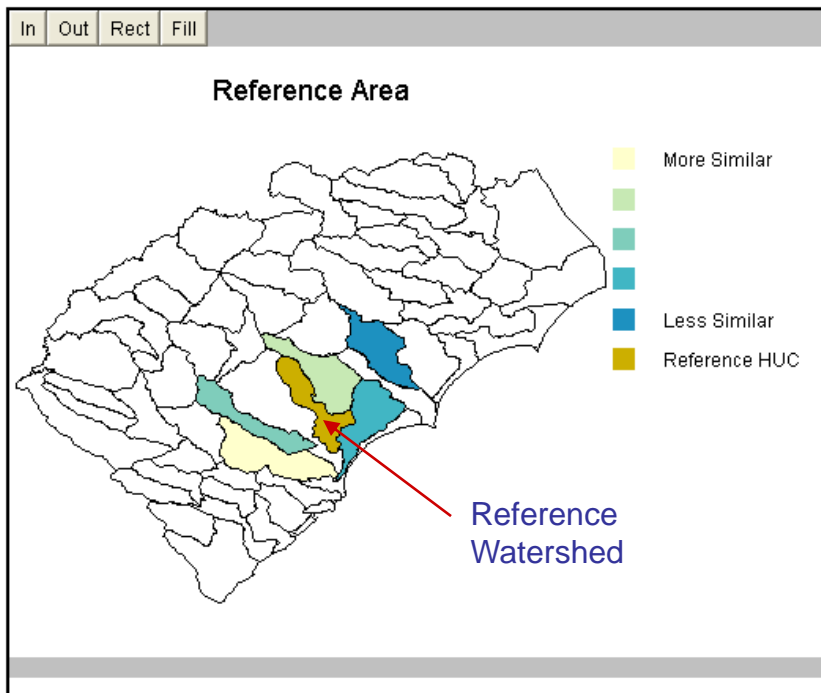 In Out Rect Fill
Reference Area
More Similar
Less Similar
Reference HUC
Reference
Watershed